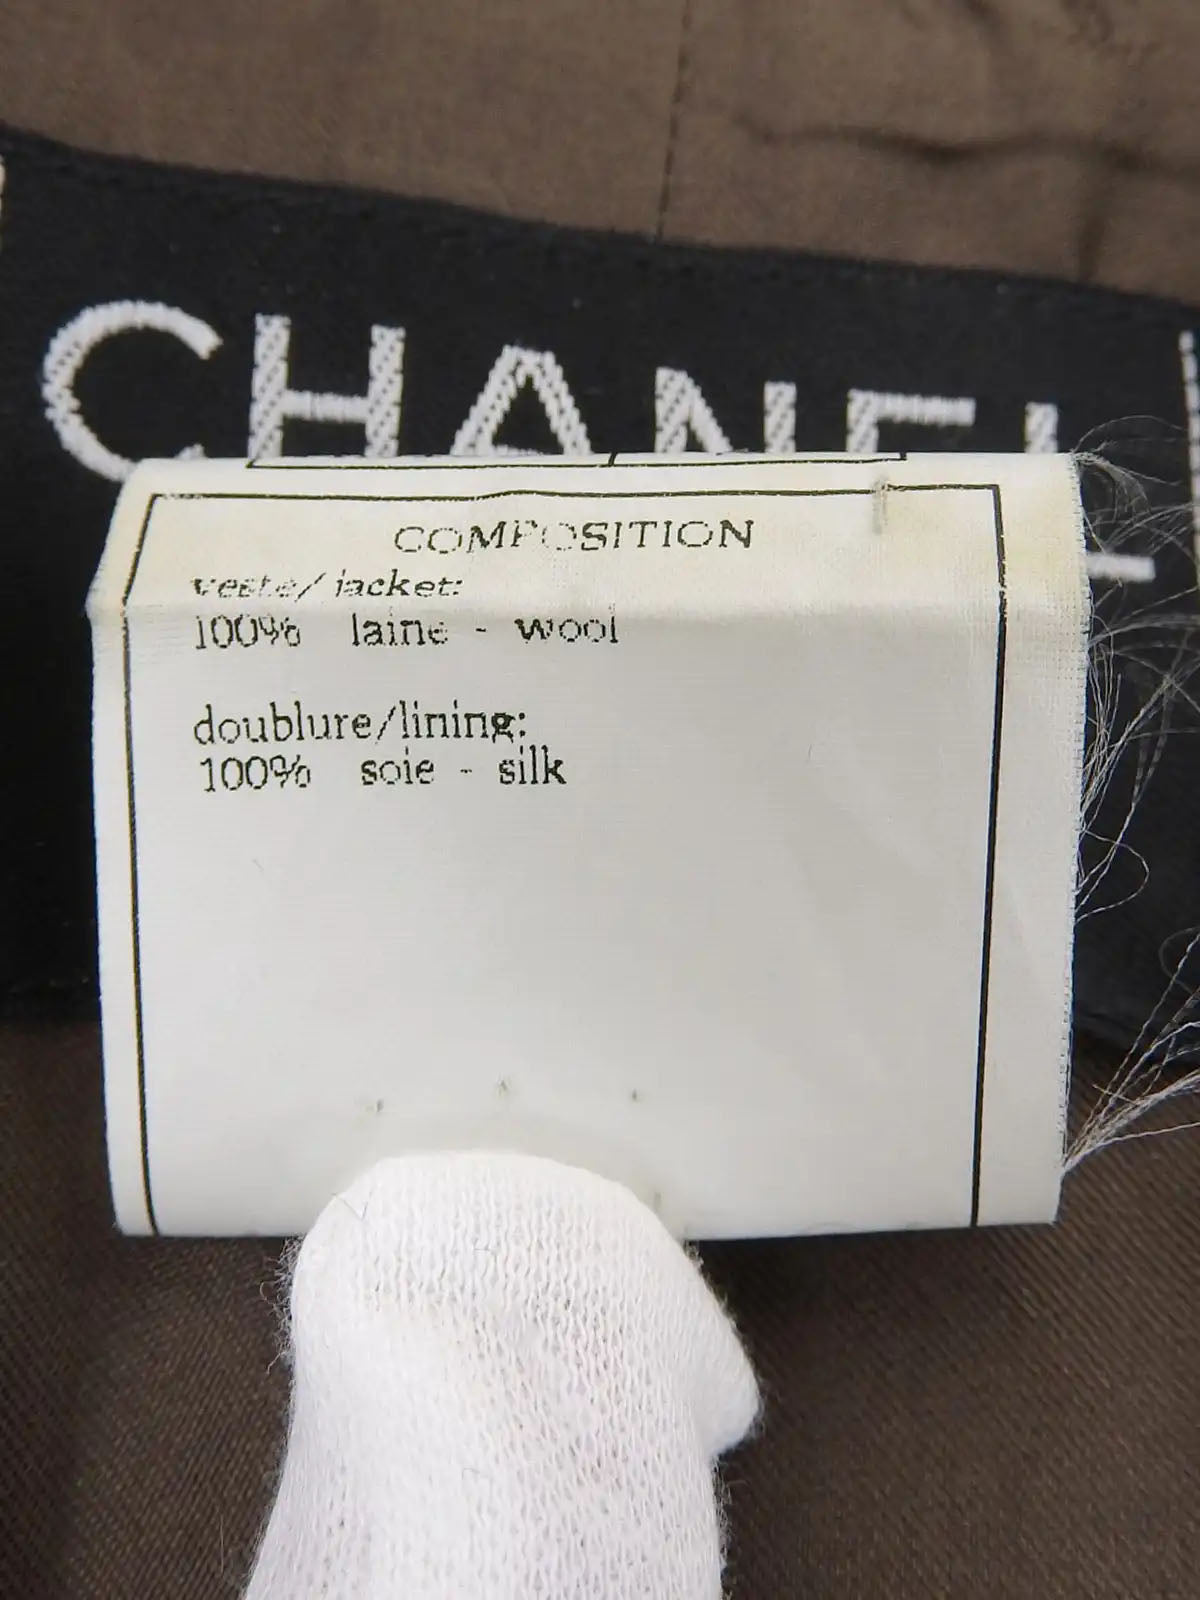 CHANEL
COMPOSITION
veste/ jacket:
100% laine - wool
doublure/lining:
100% soie - silk